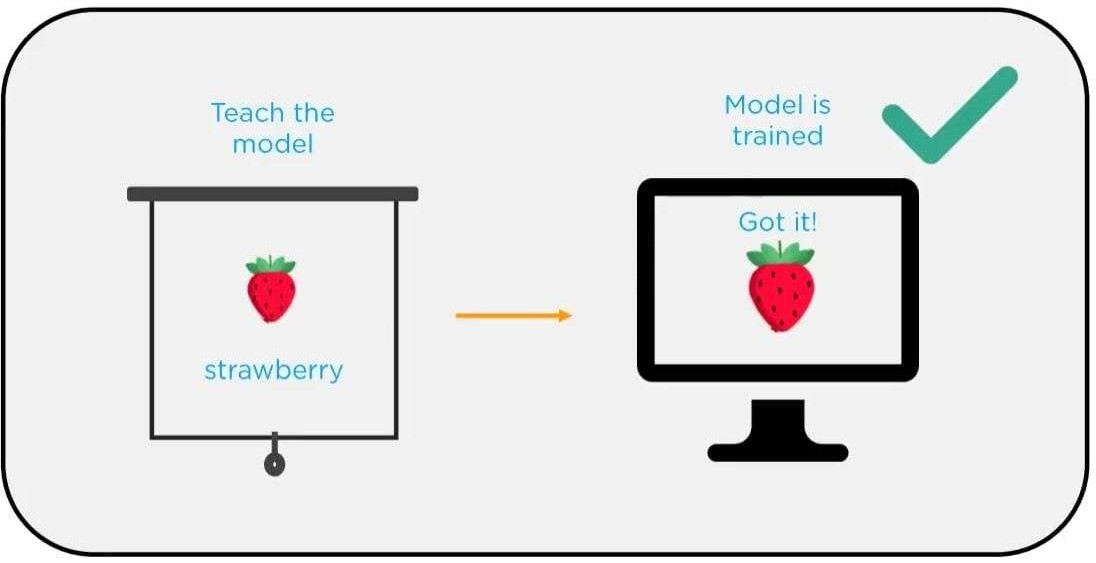 Teach the
model
strawberry
Model is
trained
Got it!